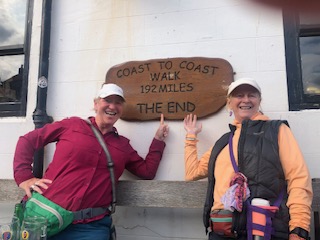 COAST TO COAST
WALK
192 MILES
THE END